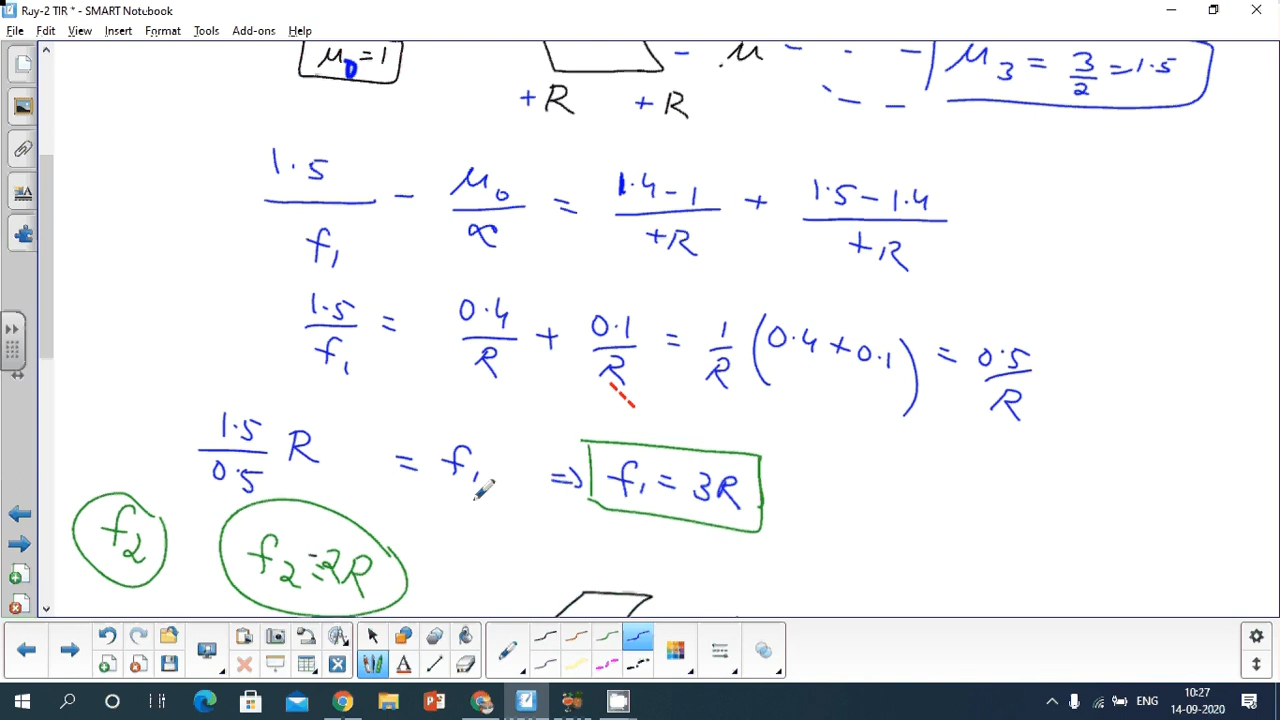 Ray-2 TIR * - SMART Notebook
File Edit View Insert Format Tools Add-ons Help
μ₀ = 1
μ
μ₃ = 3/2 = 1.5
+R +R
1.5/f₁ - μ₀/∝ = 1.4-1/+R + 1.5-1.4/+R
1.5/f₁ = 0.4/R + 0.1/R = 1/R (0.4+0.1) = 0.5/R
1.5/0.5 R = f₁ ⇒ f₁ = 3R
f₂ f₂ = 2R
ENG
10:27
14-09-2020